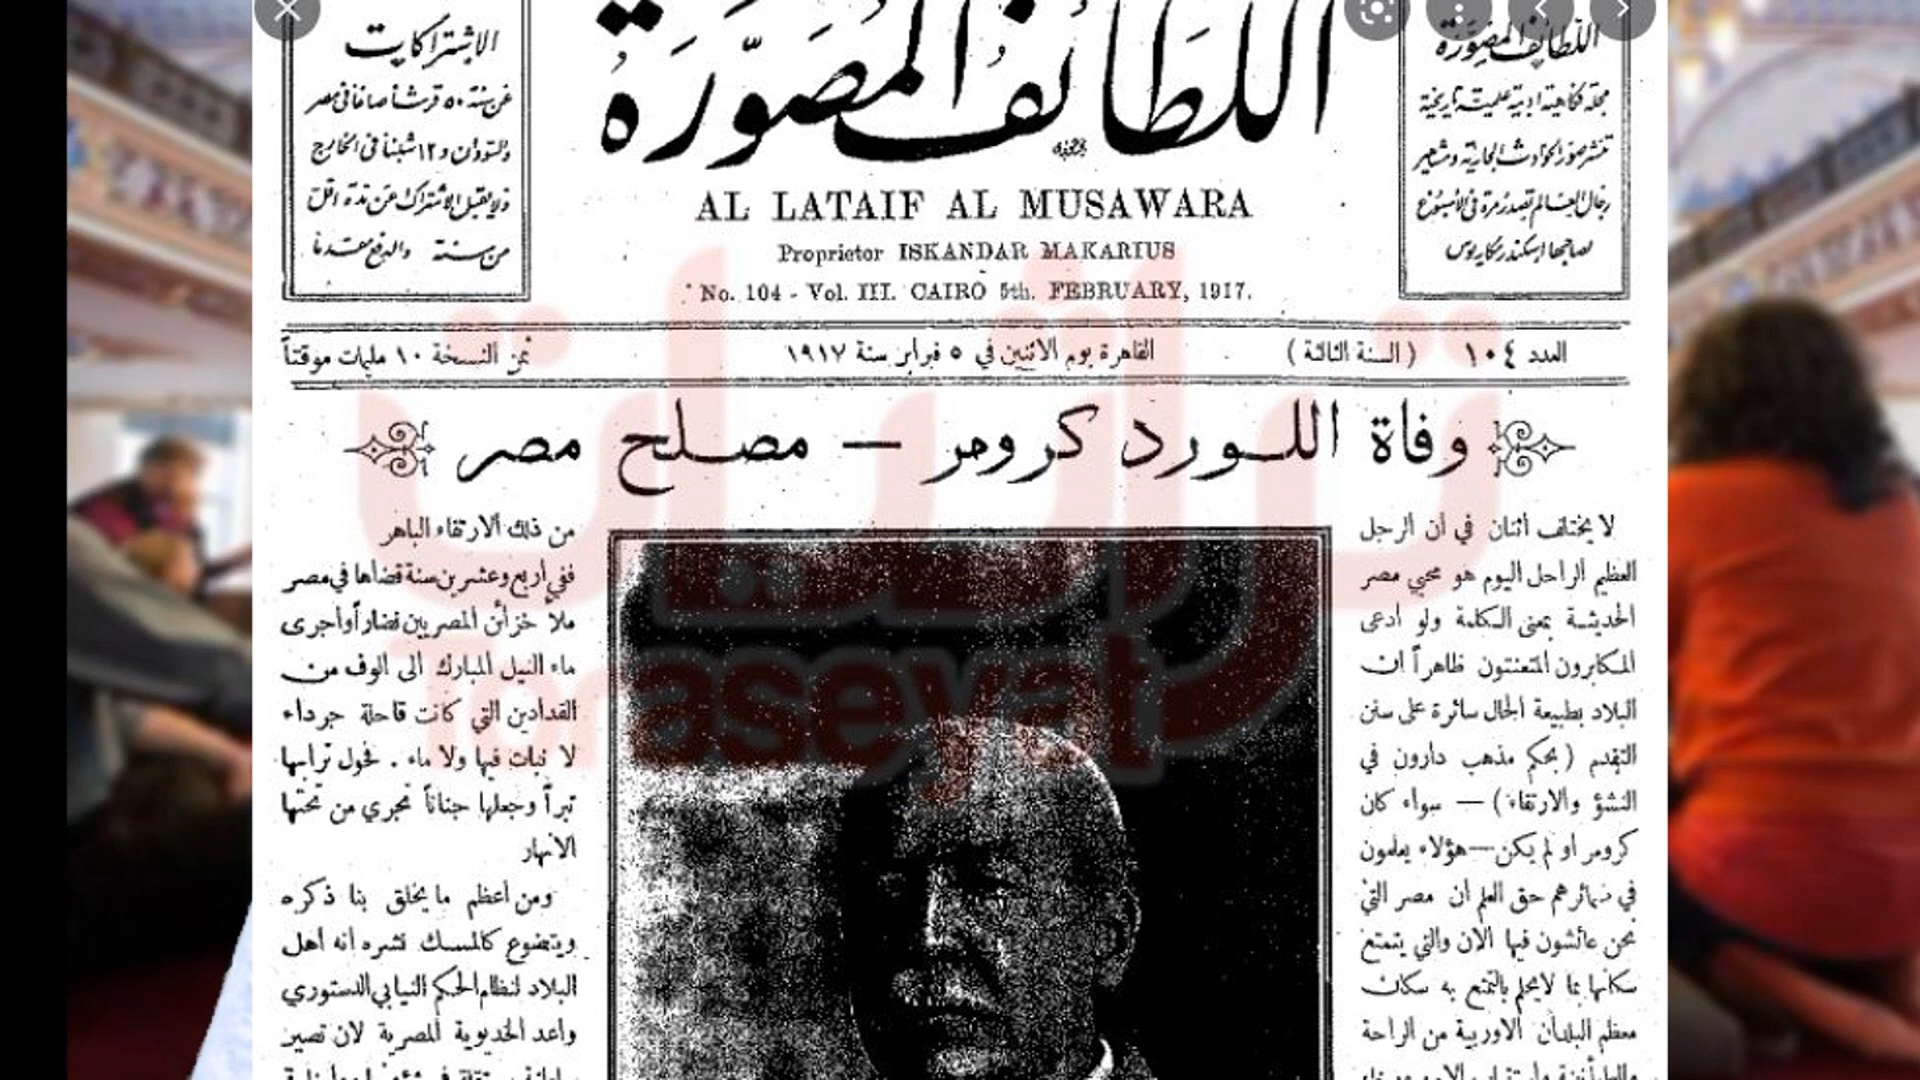 اللطائف المصورة
مجلة فكاهية ادبية علمية تاريخية
تنشر صور الحوادث الجارية ومشاهير
رجال العالم تصدر مرة في الاسبوع
لصاحبها اسكندر مكاريوس
اللطائف المصورة
الاشتراكات
عن سنة ٥٠ قرشا صاغا في مصر
والسودان و ١٢ شلنا في الخارج
ولا يقبل الاشتراك عن مدة اقل
من سنة والدفع مقدما
AL LATAIF AL MUSAWARA
Proprietor ISKANDAR MAKARIUS
No. 104 - Vol. III. CAIRO 5th. FEBRUARY, 1917.
العدد ١٠٤ (السنة الثالثة) القاهرة يوم الاثنين في ٥ فبراير سنة ١٩١٧ ثمن النسخة ١٠ مليمات موقتاً
وفاة اللورد كرومر — مصلح مصر
لا يختلف اثنان في ان الرجل
العظيم الراحل اليوم هو محيي مصر
الحديثة بمعنى الكلمة ولو ادعى
المكابرون المتعنتون ظاهراً ان
البلاد بطبيعة الحال سائرة على سنن
التقدم (بحكم مذهب دارون في
النشؤ والارتقاء) — سواء كان
كرومر او لم يكن — هؤلاء يعلمون
في ضمائرهم حق العلم ان مصر التي
نحن عائشون فيها الان والتي يتمتع
سكانها بما لا يحلم بالتمتع به سكان
معظم البلدان الاوربية من الراحة
من ذلك الارتقاء الباهر
ففي اربع وعشرين سنة قضاها في مصر
ملأ خزائن المصريين نضاراً واجرى
ماء النيل المبارك الى الوف من
الفدادين التي كانت قاحلة جرداء
لا نبات فيها ولا ماء . فحول ترابها
تبراً وجعلها جناناً تجري من تحتها
الانهار
ومن اعظم ما يخلق بنا ذكره
ويتضوع كالمسك نشره انه اهل
البلاد لنظام الحكم النيابي الدستوري
واعد الخديوية المصرية لان تصير
تراثيات
Toraseyat